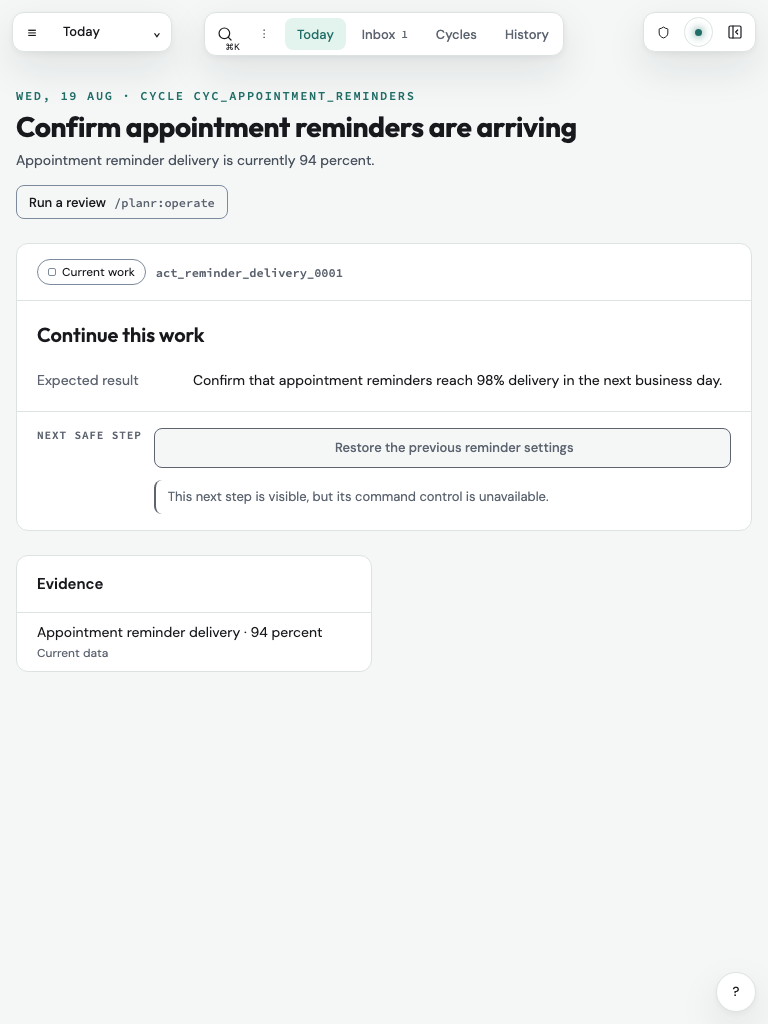 Today
⌘K
Today
Inbox 1
Cycles
History
WED, 19 AUG · CYCLE CYC_APPOINTMENT_REMINDERS
Confirm appointment reminders are arriving
Appointment reminder delivery is currently 94 percent.
Run a review /planr:operate
Current work act_reminder_delivery_0001
Continue this work
Expected result Confirm that appointment reminders reach 98% delivery in the next business day.
NEXT SAFE STEP Restore the previous reminder settings
This next step is visible, but its command control is unavailable.
Evidence
Appointment reminder delivery · 94 percent
Current data
?